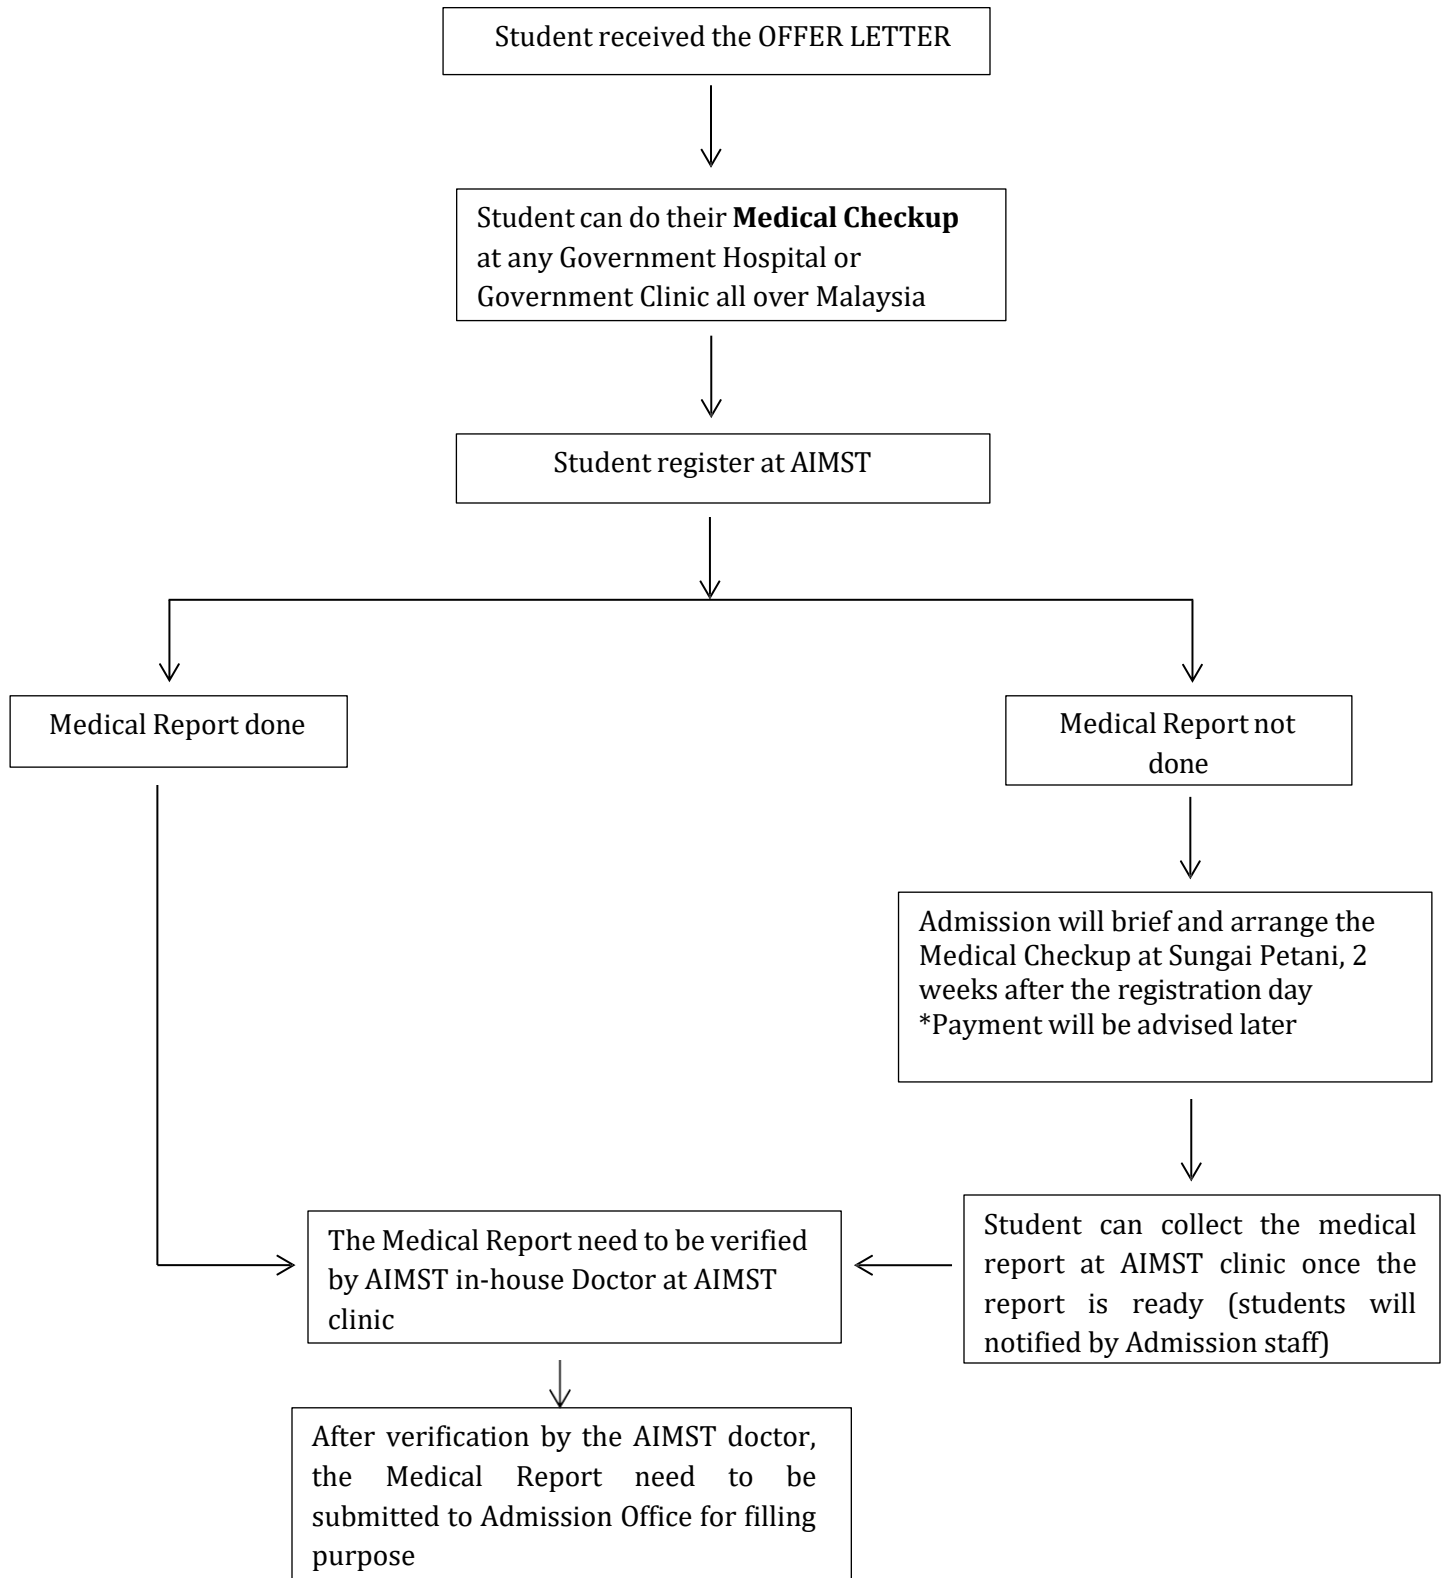 Student received the OFFER LETTER
Student can do their Medical Checkup
at any Government Hospital or
Government Clinic all over Malaysia
Student register at AIMST
Medical Report done
Medical Report not
done
Admission will brief and arrange the
Medical Checkup at Sungai Petani, 2
weeks after the registration day
*Payment will be advised later
The Medical Report need to be verified
by AIMST in-house Doctor at AIMST
clinic
Student can collect the medical
report at AIMST clinic once the
report is ready (students will
notified by Admission staff)
After verification by the AIMST doctor,
the Medical Report need to be
submitted to Admission Office for filling
purpose